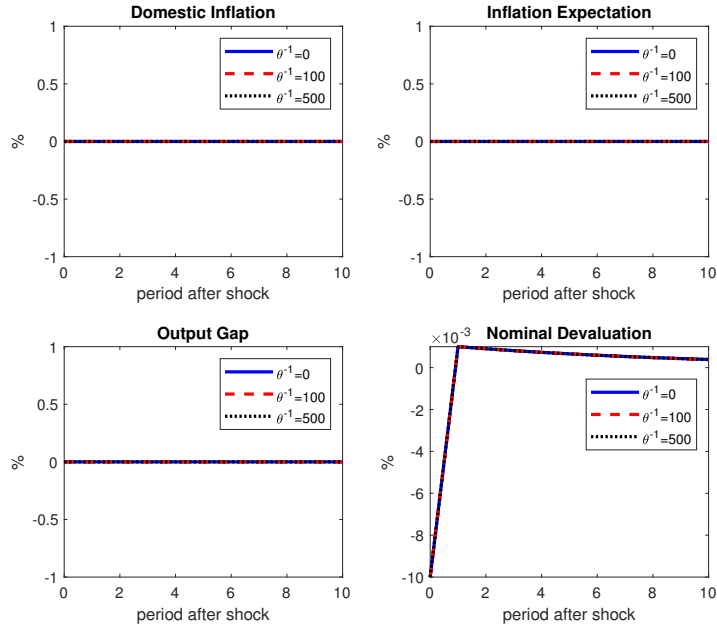 Domestic Inflation
1
0.5
0
-0.5
-1
%
0 2 4 6 8 10
period after shock
θ⁻¹=0
θ⁻¹=100
θ⁻¹=500
Inflation Expectation
1
0.5
0
-0.5
-1
%
0 2 4 6 8 10
period after shock
θ⁻¹=0
θ⁻¹=100
θ⁻¹=500
Output Gap
1
0.5
0
-0.5
-1
%
0 2 4 6 8 10
period after shock
θ⁻¹=0
θ⁻¹=100
θ⁻¹=500
Nominal Devaluation
×10⁻³
0
-2
-4
-6
-8
-10
%
0 2 4 6 8 10
period after shock
θ⁻¹=0
θ⁻¹=100
θ⁻¹=500